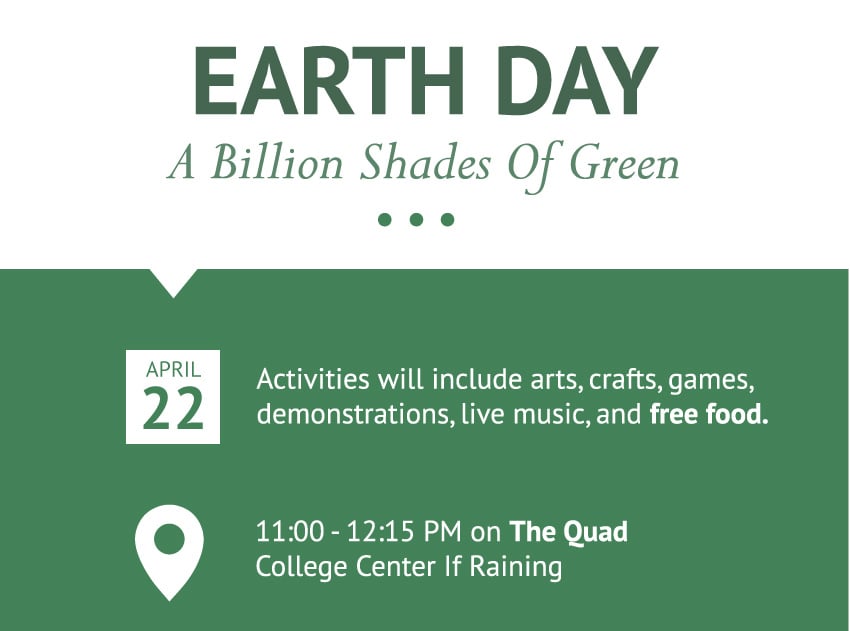 EARTH DAY
A Billion Shades Of Green
APRIL
22
Activities will include arts, crafts, games,
demonstrations, live music, and free food.
11:00 - 12:15 PM on The Quad
College Center If Raining